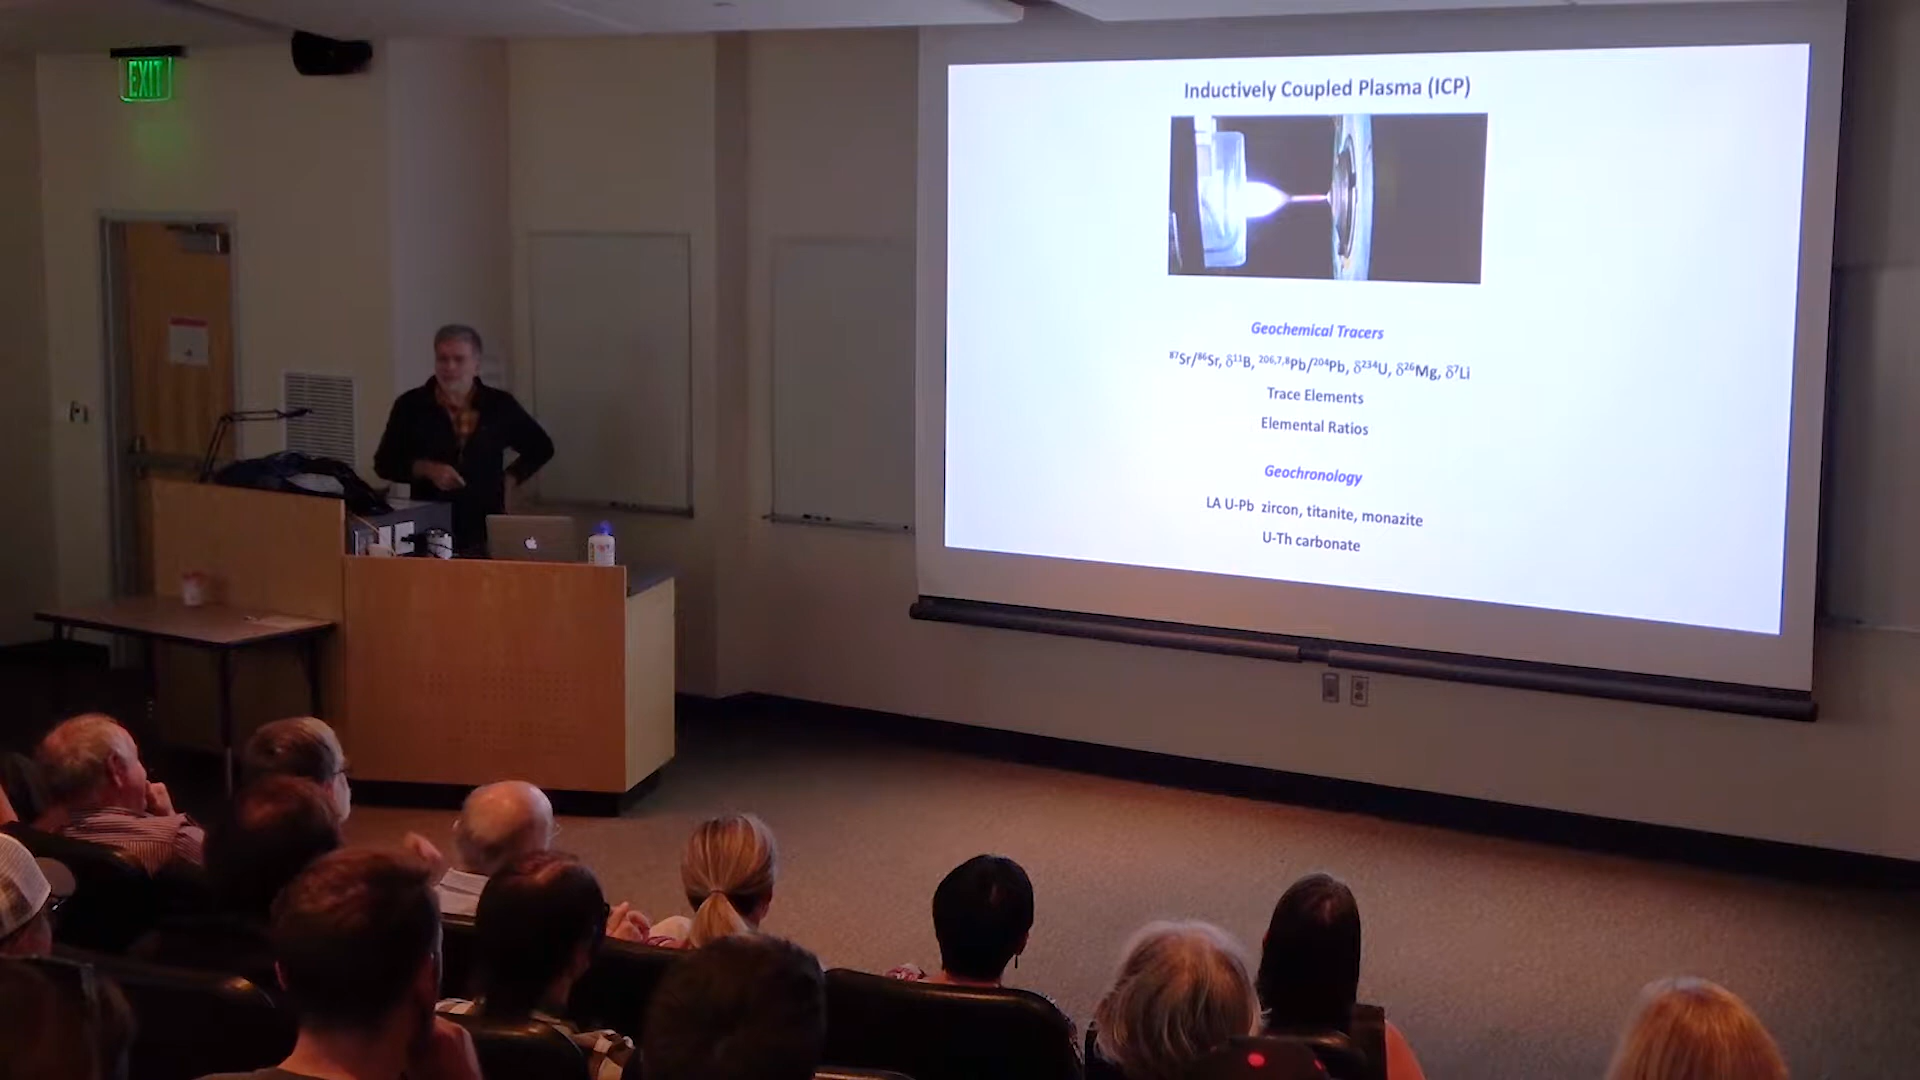 EXIT
Inductively Coupled Plasma (ICP)
Geochemical Tracers
⁸⁷Sr/⁸⁶Sr, δ¹¹B, ²⁰⁶,⁷,⁸Pb/²⁰⁴Pb, δ²³⁴U, δ²⁶Mg, δ⁷Li
Trace Elements
Elemental Ratios
Geochronology
LA U-Pb zircon, titanite, monazite
U-Th carbonate